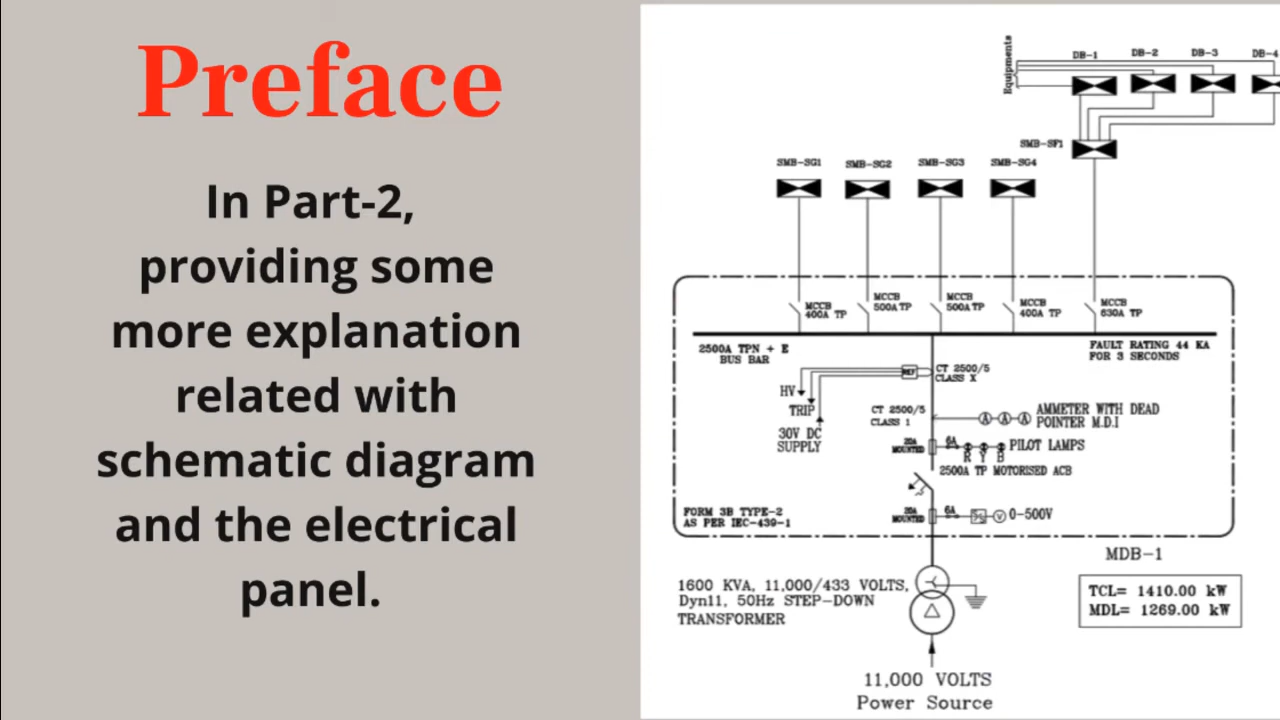 Preface
In Part-2,
providing some
more explanation
related with
schematic diagram
and the electrical
panel.
Equipments
DB-1
DB-2
DB-3
DB-4
SMB-SF1
SMB-SG1
SMB-SG2
SMB-SG3
SMB-SG4
MCCB
400A TP
MCCB
500A TP
MCCB
500A TP
MCCB
400A TP
MCCB
630A TP
2500A TPN + E
BUS BAR
FAULT RATING 44 KA
FOR 3 SECONDS
REF
CT 2500/5
CLASS X
HV
TRIP
30V DC
SUPPLY
CT 2500/5
CLASS 1
A A A
AMMETER WITH DEAD
POINTER M.D.I
20A
MOUNTED
6A
R Y B
PILOT LAMPS
2500A TP MOTORISED ACB
FORM 3B TYPE-2
AS PER IEC-439-1
20A
MOUNTED
6A
V
0-500V
MDB-1
1600 KVA, 11,000/433 VOLTS,
Dyn11, 50Hz STEP-DOWN
TRANSFORMER
TCL= 1410.00 kW
MDL= 1269.00 kW
11,000 VOLTS
Power Source